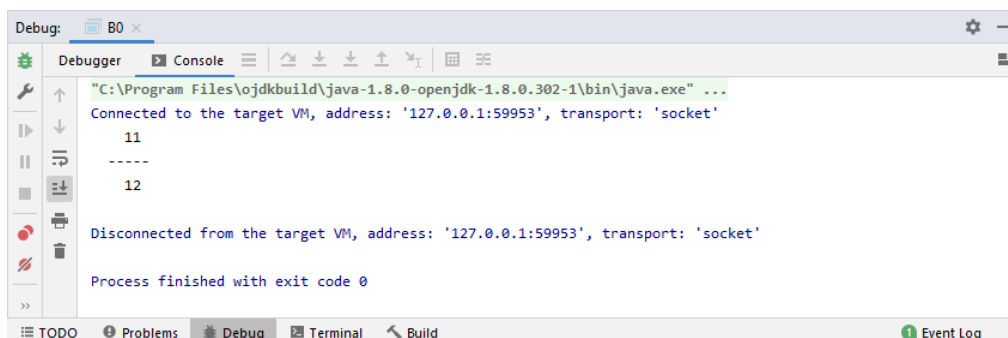 Debug: B0
Debugger Console
"C:\Program Files\ojdkbuild\java-1.8.0-openjdk-1.8.0.302-1\bin\java.exe" ...
Connected to the target VM, address: '127.0.0.1:59953', transport: 'socket'
11
-----
12
Disconnected from the target VM, address: '127.0.0.1:59953', transport: 'socket'
Process finished with exit code 0
TODO Problems Debug Terminal Build 1 Event Log